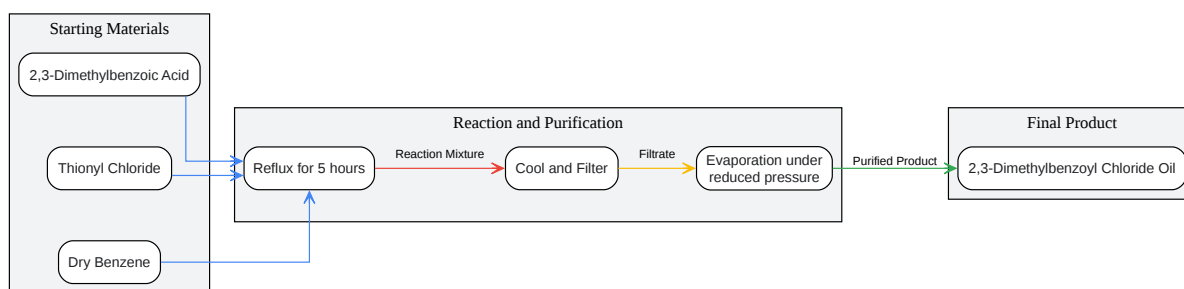 Starting Materials
2,3-Dimethylbenzoic Acid
Thionyl Chloride
Dry Benzene
Reaction and Purification
Reflux for 5 hours
Reaction Mixture
Cool and Filter
Filtrate
Evaporation under
reduced pressure
Purified Product
Final Product
2,3-Dimethylbenzoyl Chloride Oil